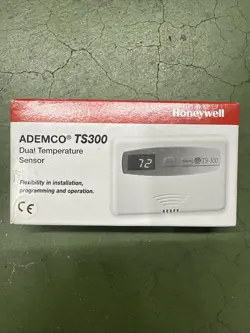 Honeywell
ADEMCO® TS300
Dual Temperature
Sensor
72
TS 300
Flexibility in installation,
programming and operation.
CE